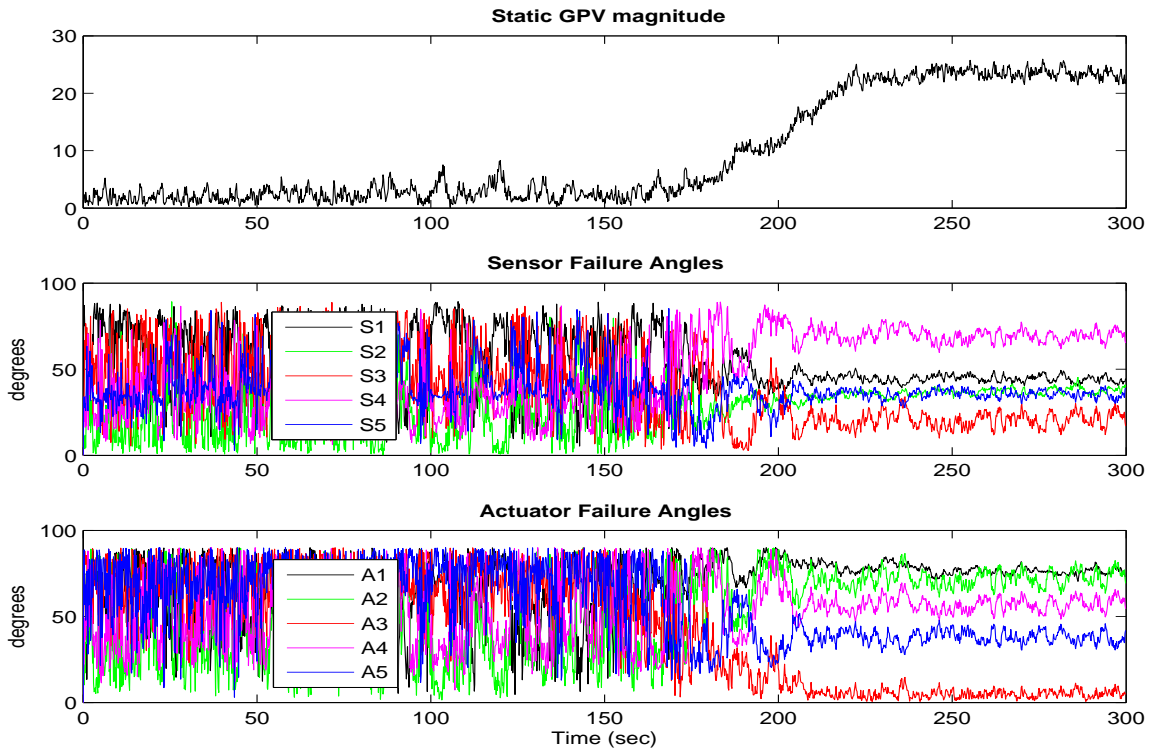 Static GPV magnitude
30
20
10
0
0 50 100 150 200 250 300
Sensor Failure Angles
degrees
100
50
0
S1
S2
S3
S4
S5
0 50 100 150 200 250 300
Actuator Failure Angles
degrees
100
50
0
A1
A2
A3
A4
A5
0 50 100 150 200 250 300
Time (sec)